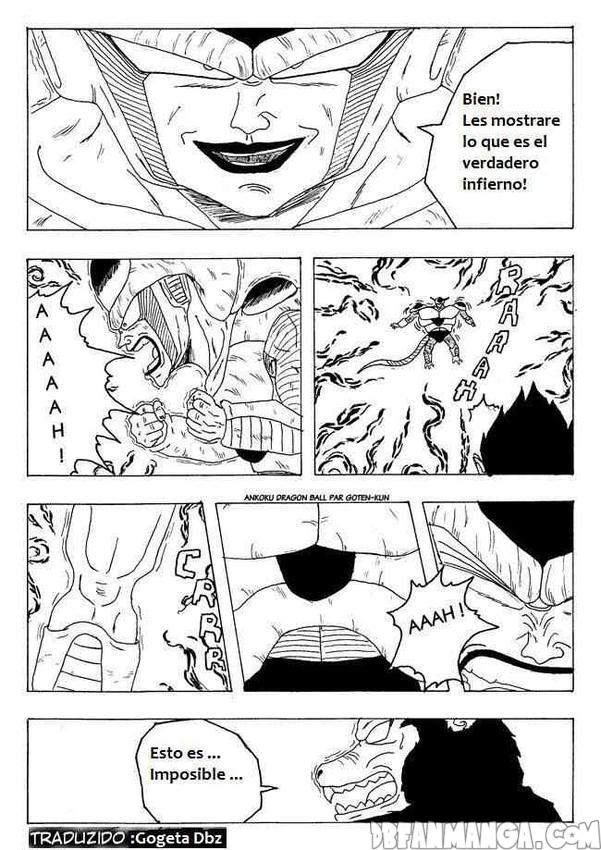 Bien!
Les mostrare
lo que es el
verdadero
infierno!
AAAAAAH!
RAAAAH
ANKOKU DRAGON BALL PAR GOTEN-KUN
CRRRR
AAAH!
Esto es ...
Imposible ...
TRADUZIDO :Gogeta Dbz
DBFANMANGA.COM